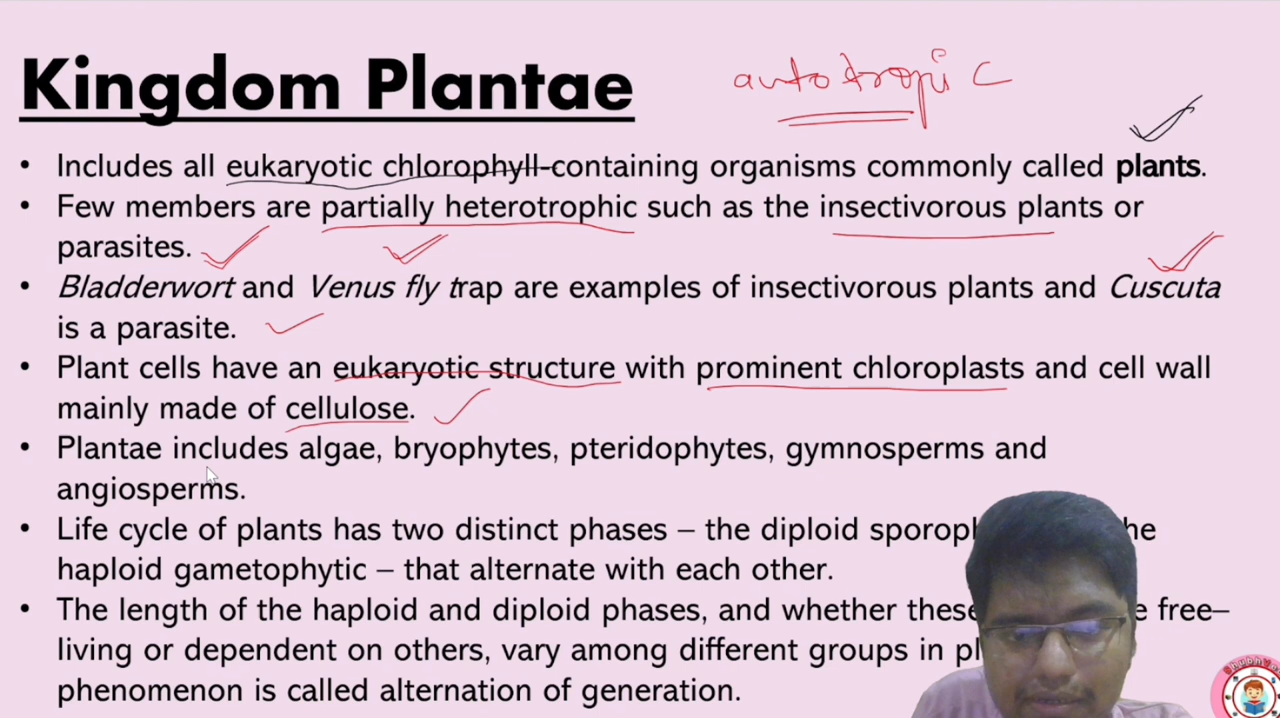 Kingdom Plantae
autotropic
• Includes all eukaryotic chlorophyll-containing organisms commonly called plants.
• Few members are partially heterotrophic such as the insectivorous plants or
parasites.
• Bladderwort and Venus fly trap are examples of insectivorous plants and Cuscuta
is a parasite.
• Plant cells have an eukaryotic structure with prominent chloroplasts and cell wall
mainly made of cellulose.
• Plantae includes algae, bryophytes, pteridophytes, gymnosperms and
angiosperms.
• Life cycle of plants has two distinct phases – the diploid
haploid gametophytic – that alternate with each other.
• The length of the haploid and diploid phases, and whether these free–
living or dependent on others, vary among different groups in
phenomenon is called alternation of generation.